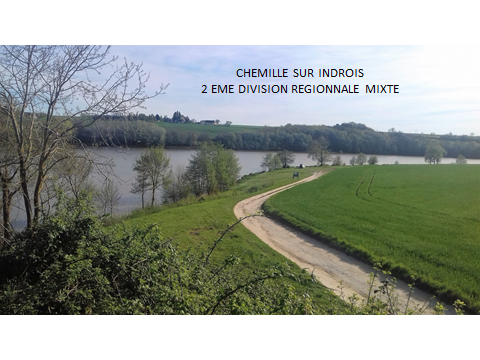 CHEMILLE SUR INDROIS
2 EME DIVISION REGIONNALE MIXTE